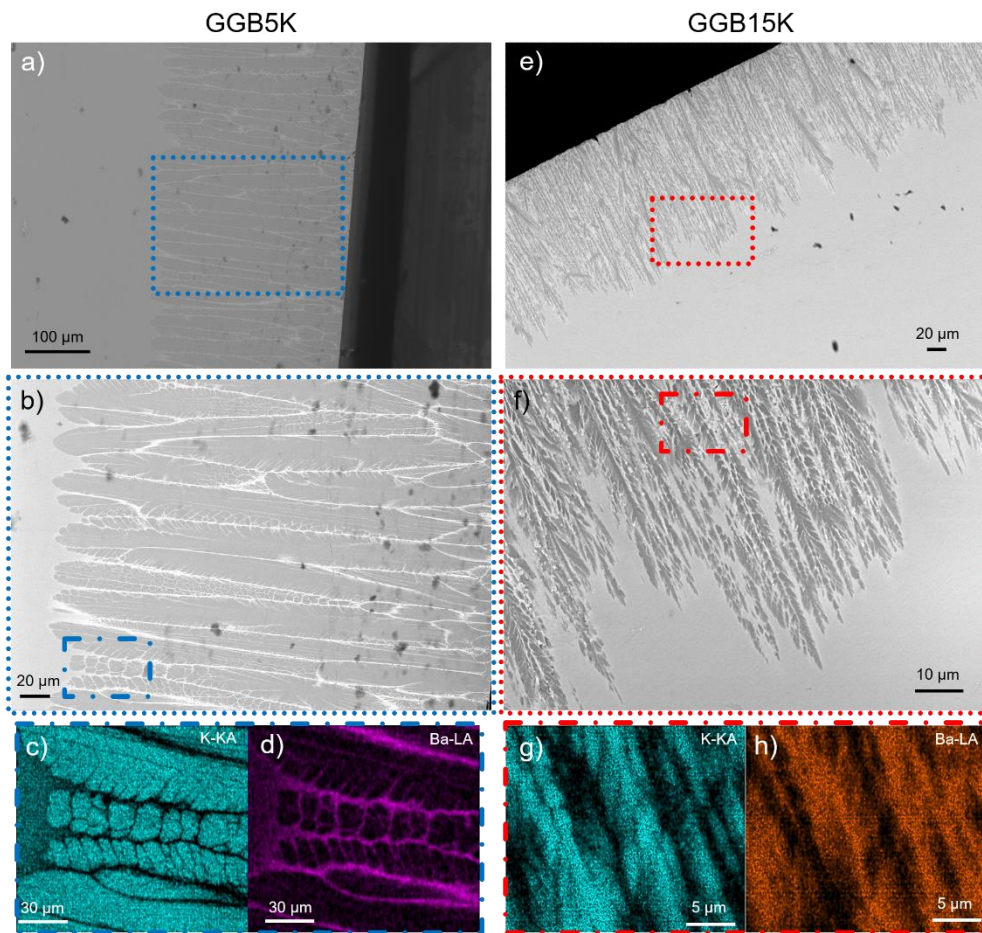 GGB5K
GGB15K
a)
100 µm
e)
20 µm
b)
20 µm
f)
10 µm
c)
K-KA
30 µm
d)
Ba-LA
30 µm
g)
K-KA
5 µm
h)
Ba-LA
5 µm